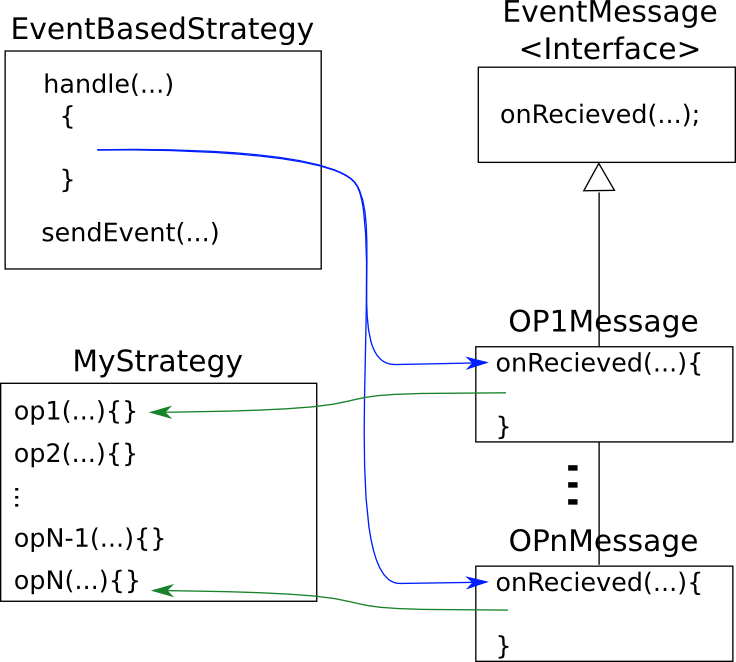 EventBasedStrategy
handle(...)
{
}
sendEvent(...)
EventMessage
<Interface>
onRecieved(...);
MyStrategy
op1(...){}
op2(...){}
...
opN-1(...){}
opN(...){}
OP1Message
onRecieved(...){
}
...
OPnMessage
onRecieved(...){
}